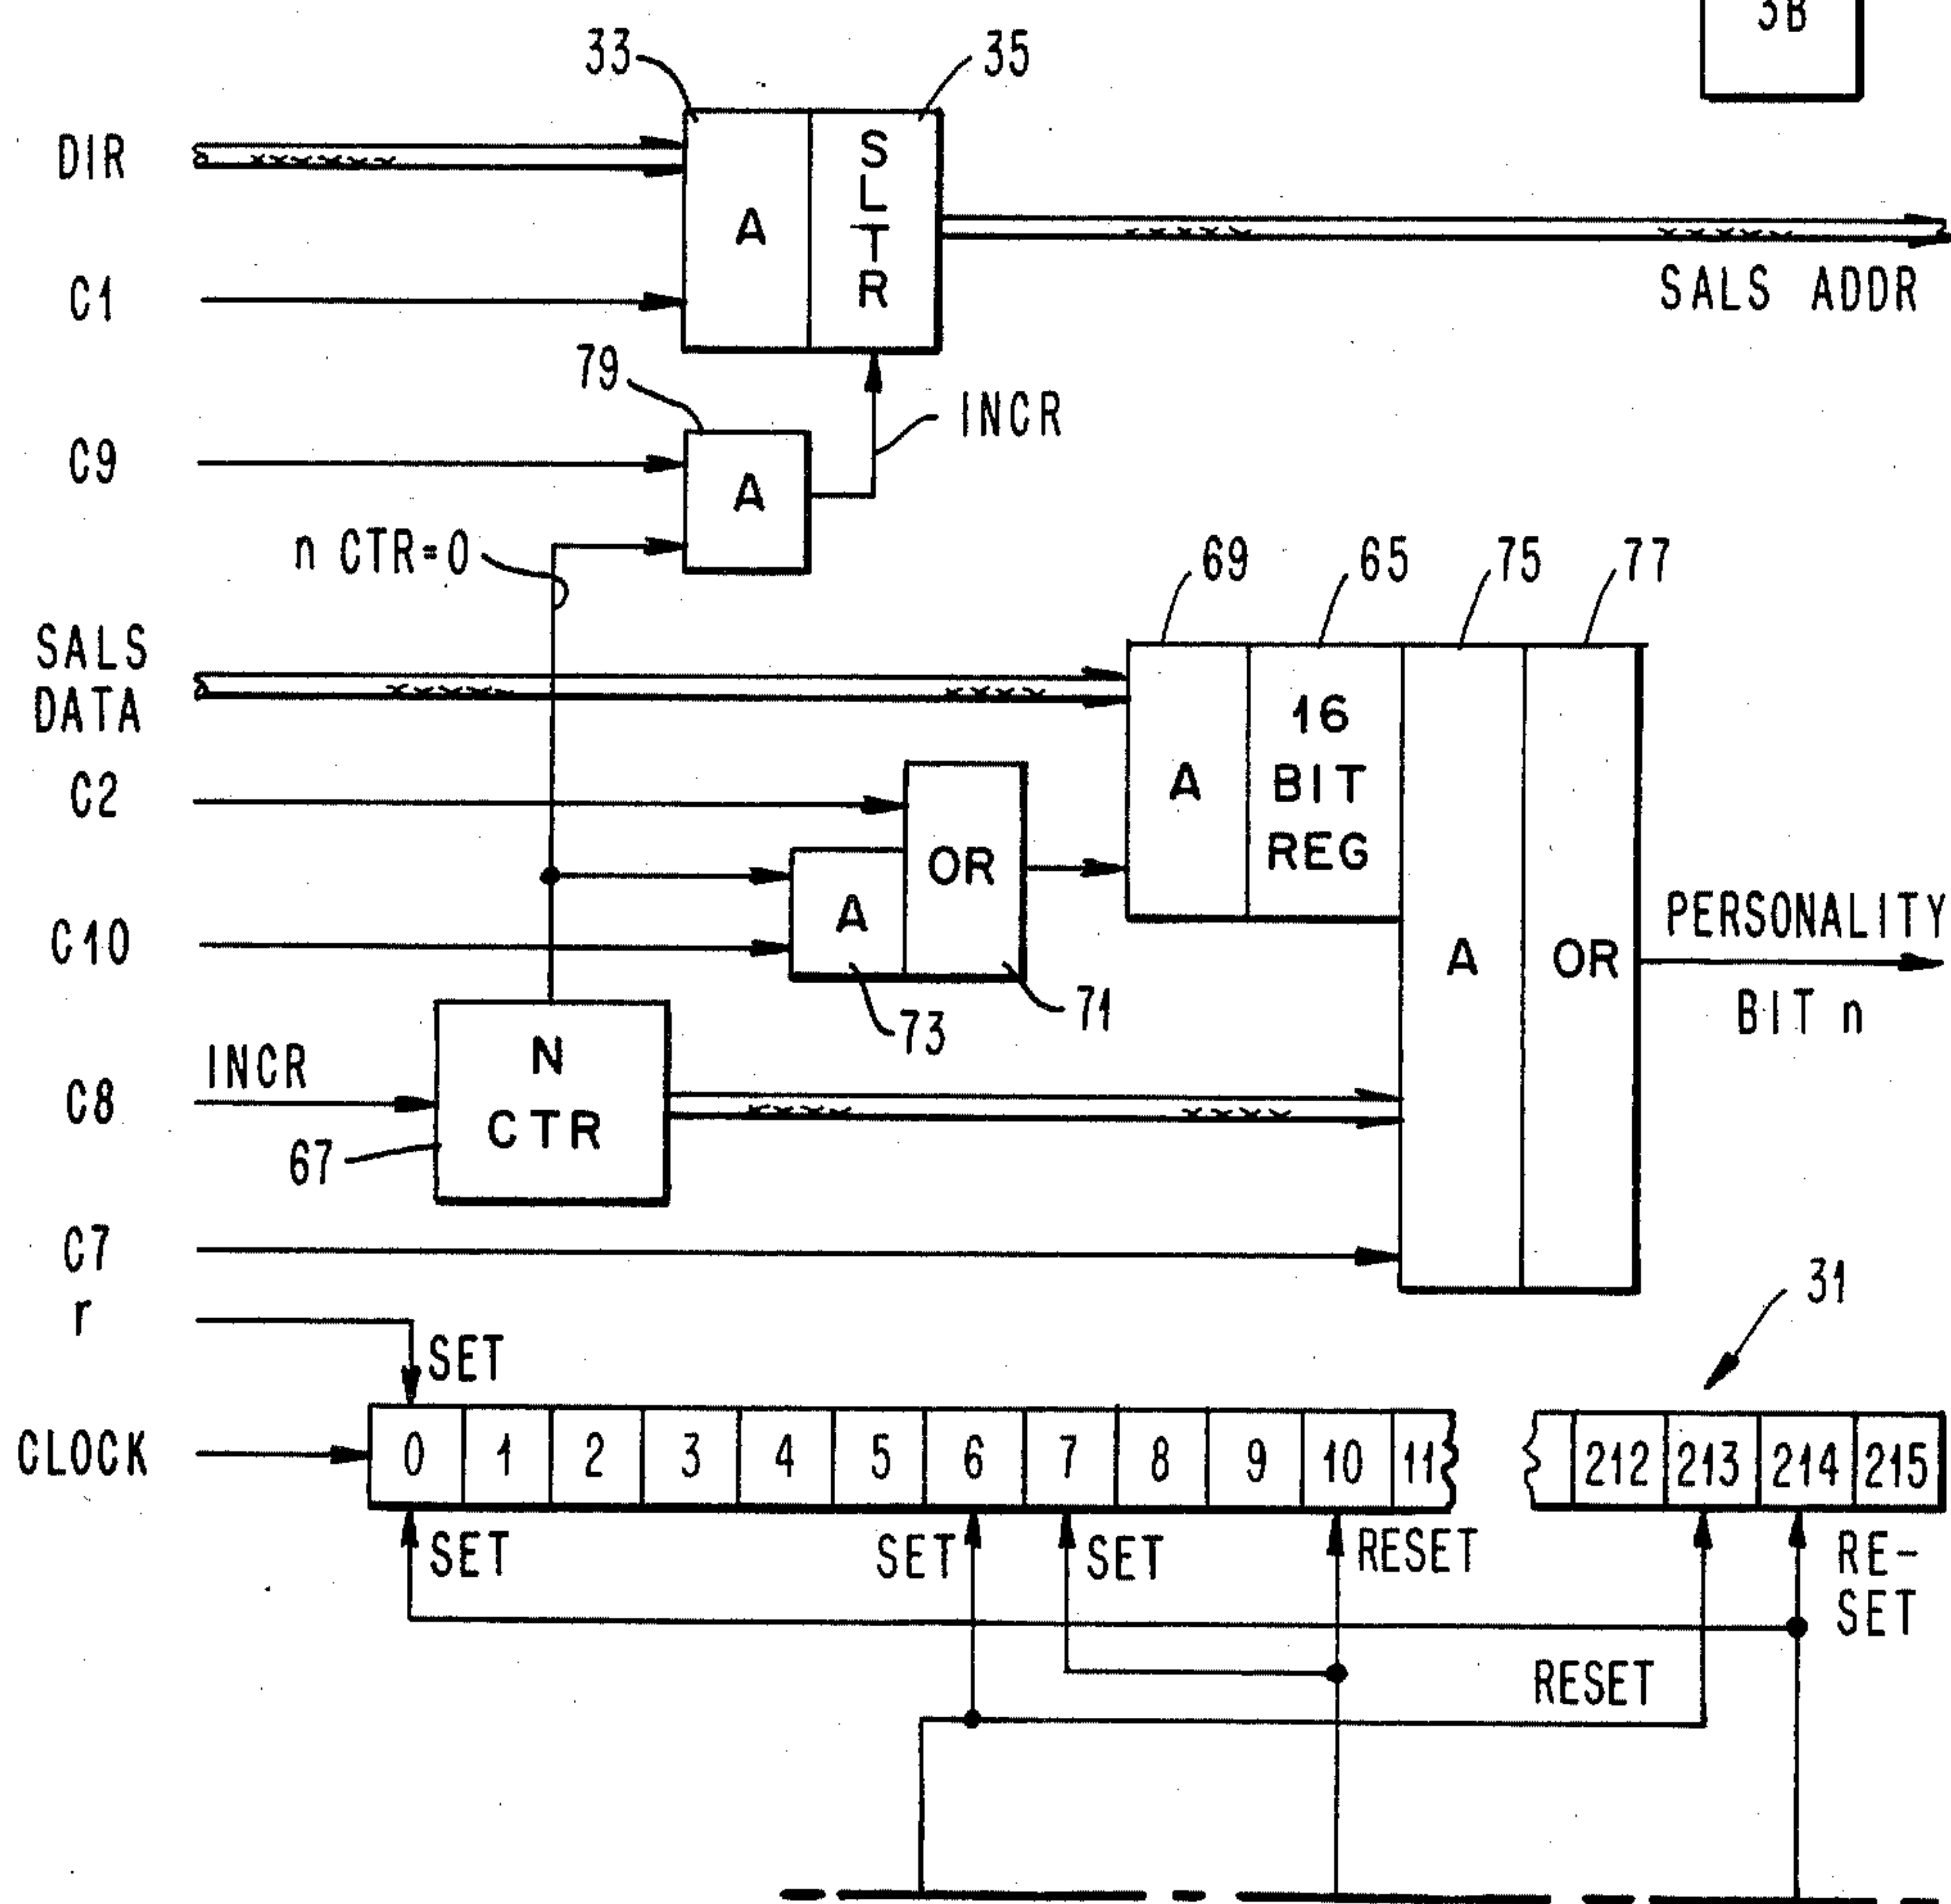 3B
33
35
DIR
A
SLTR
C1
SALS ADDR
79
INCR
C9
A
n CTR=0
69
65
75
77
SALS
DATA
16
BIT
REG
A
C2
OR
A
C10
A
OR
PERSONALITY
BIT n
73
71
INCR
C8
N
CTR
67
C7
r
31
SET
CLOCK
0 1 2 3 4 5 6 7 8 9 10 11 212 213 214 215
SET
SET
SET
RESET
RE-
SET
RESET